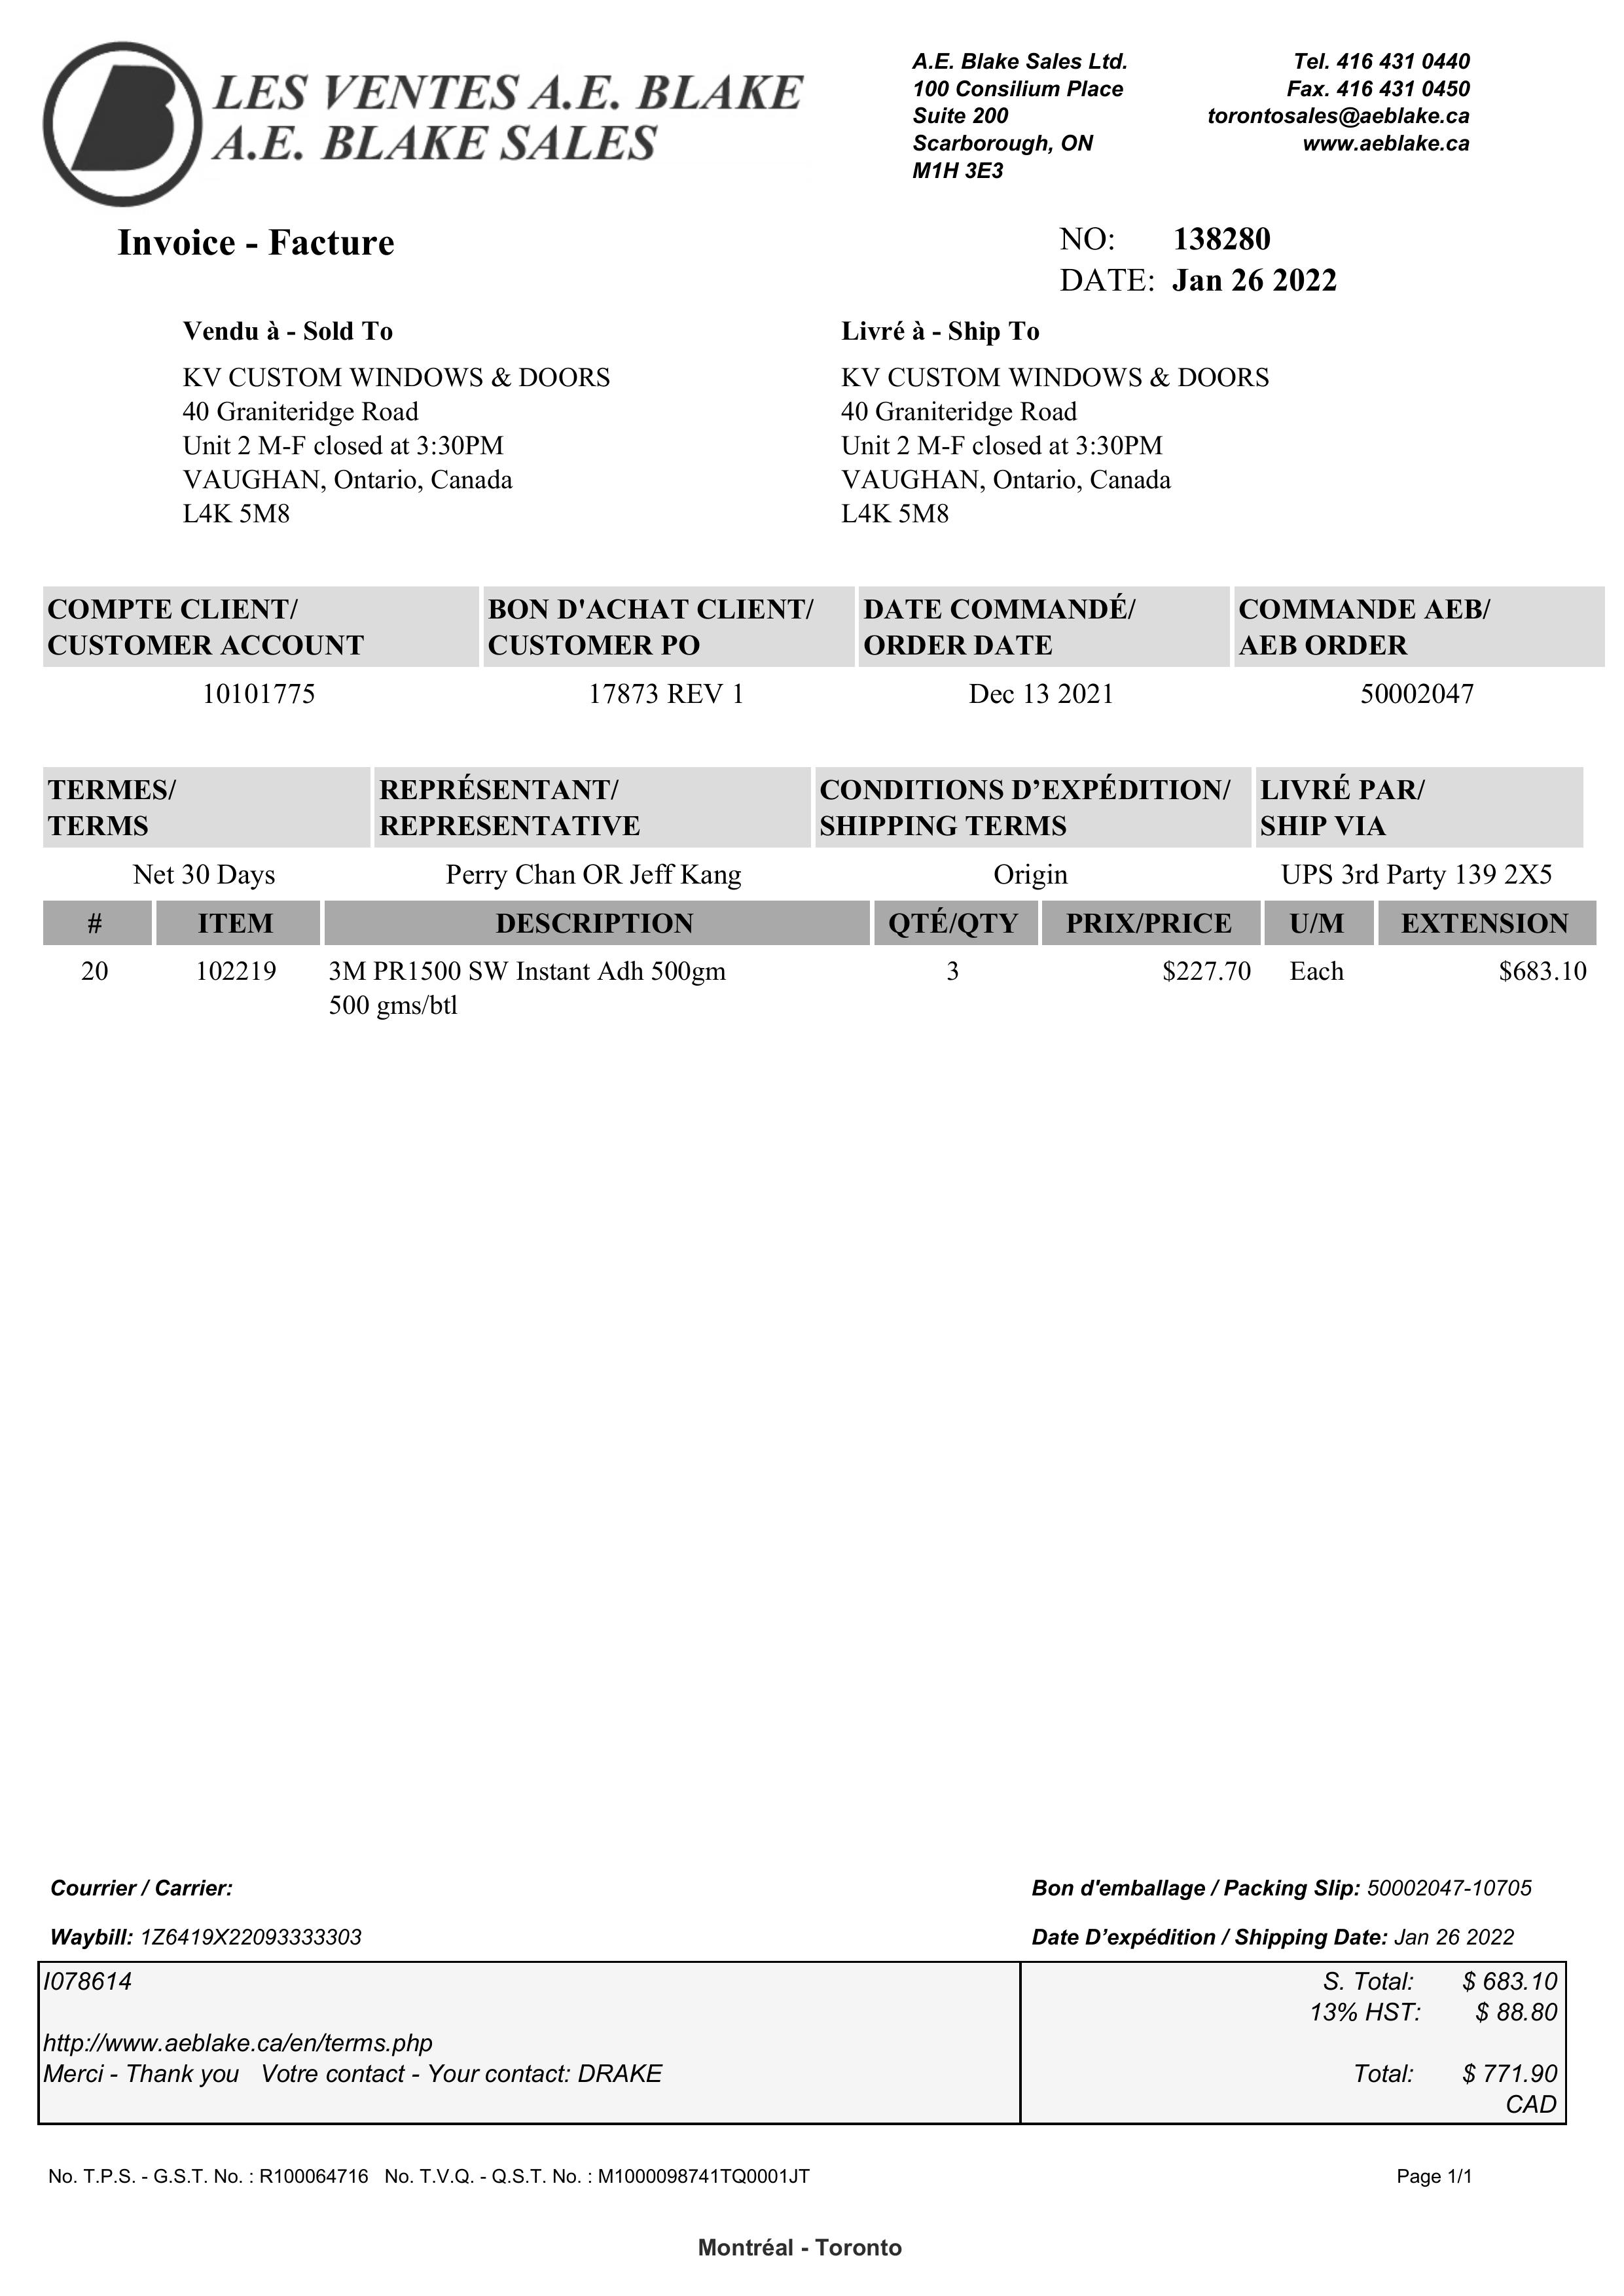 LES VENTES A.E. BLAKE
A.E. BLAKE SALES
A.E. Blake Sales Ltd.
100 Consilium Place
Suite 200
Scarborough, ON
M1H 3E3
Tel. 416 431 0440
Fax. 416 431 0450
torontosales@aeblake.ca
www.aeblake.ca
Invoice - Facture
NO: 138280
DATE: Jan 26 2022
Vendu à - Sold To
KV CUSTOM WINDOWS & DOORS
40 Graniteridge Road
Unit 2 M-F closed at 3:30PM
VAUGHAN, Ontario, Canada
L4K 5M8
Livré à - Ship To
KV CUSTOM WINDOWS & DOORS
40 Graniteridge Road
Unit 2 M-F closed at 3:30PM
VAUGHAN, Ontario, Canada
L4K 5M8
COMPTE CLIENT/ BON D'ACHAT CLIENT/ DATE COMMANDÉ/ COMMANDE AEB/
CUSTOMER ACCOUNT CUSTOMER PO ORDER DATE AEB ORDER
10101775 17873 REV 1 Dec 13 2021 50002047
TERMES/ REPRÉSENTANT/ CONDITIONS D’EXPÉDITION/ LIVRÉ PAR/
TERMS REPRESENTATIVE SHIPPING TERMS SHIP VIA
Net 30 Days Perry Chan OR Jeff Kang Origin UPS 3rd Party 139 2X5
# ITEM DESCRIPTION QTÉ/QTY PRIX/PRICE U/M EXTENSION
20 102219 3M PR1500 SW Instant Adh 500gm 3 $227.70 Each $683.10
500 gms/btl
Courrier / Carrier: Bon d'emballage / Packing Slip: 50002047-10705
Waybill: 1Z6419X22093333303 Date D’expédition / Shipping Date: Jan 26 2022
I078614
http://www.aeblake.ca/en/terms.php
Merci - Thank you Votre contact - Your contact: DRAKE
S. Total: $ 683.10
13% HST: $ 88.80
Total: $ 771.90
CAD
No. T.P.S. - G.S.T. No. : R100064716 No. T.V.Q. - Q.S.T. No. : M1000098741TQ0001JT Page 1/1
Montréal - Toronto